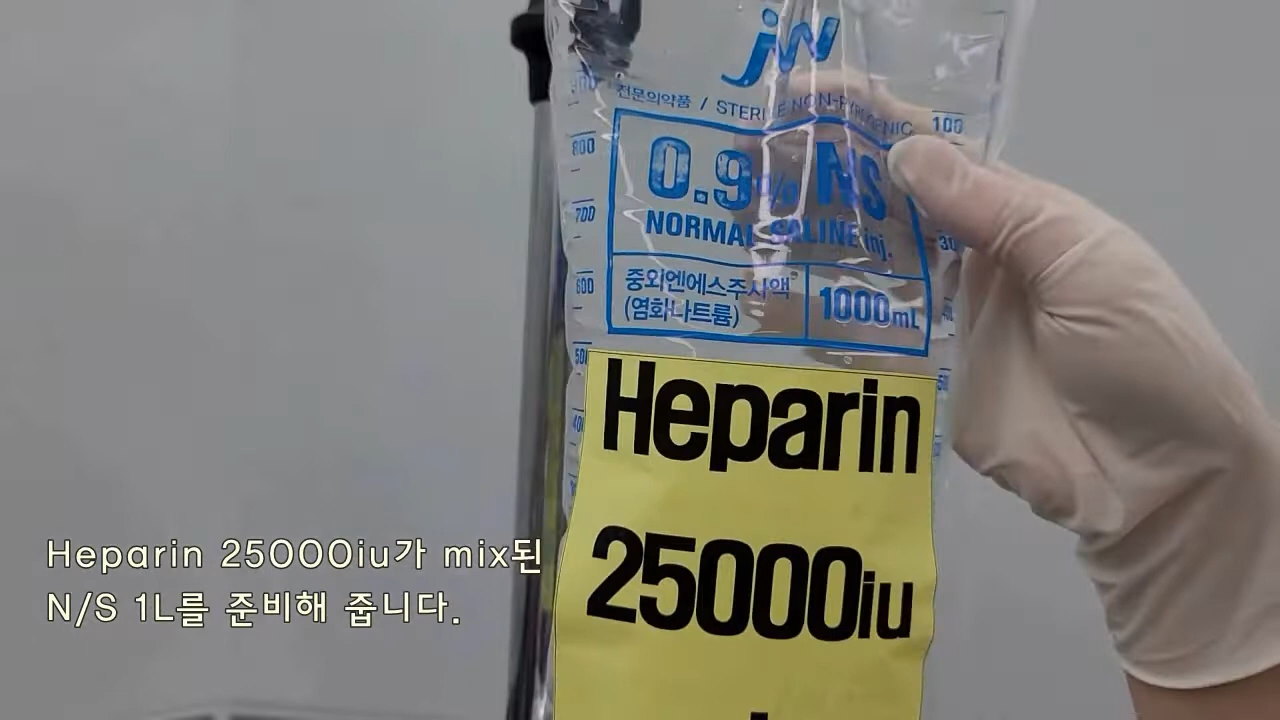 jw
전문의약품 / STERILE NON-PYROGENIC
100
800
0.9% NS
700
NORMAL SALINE inj.
30
600
중외엔에스주사액
(염화나트륨)
1000mL
50
Heparin
40
25000iu
Heparin 25000iu가 mix된
N/S 1L를 준비해 줍니다.